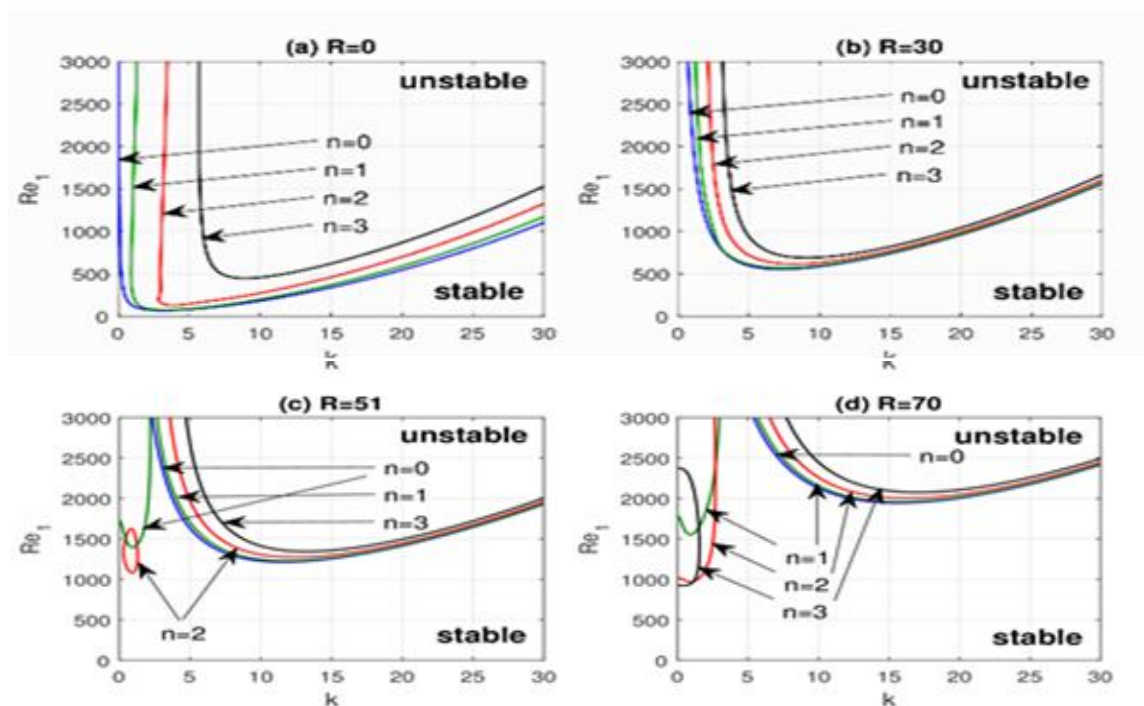 (a) R=0
3000
2500
2000
1500
1000
500
0
Re1
unstable
n=0
n=1
n=2
n=3
stable
0 5 10 15 20 25 30
k
(b) R=30
3000
2500
2000
1500
1000
500
0
Re1
unstable
n=0
n=1
n=2
n=3
stable
0 5 10 15 20 25 30
k
(c) R=51
3000
2500
2000
1500
1000
500
0
Re1
unstable
n=0
n=1
n=3
n=2
stable
0 5 10 15 20 25 30
k
(d) R=70
3000
2500
2000
1500
1000
500
0
Re1
unstable
n=0
n=1
n=2
n=3
stable
0 5 10 15 20 25 30
k